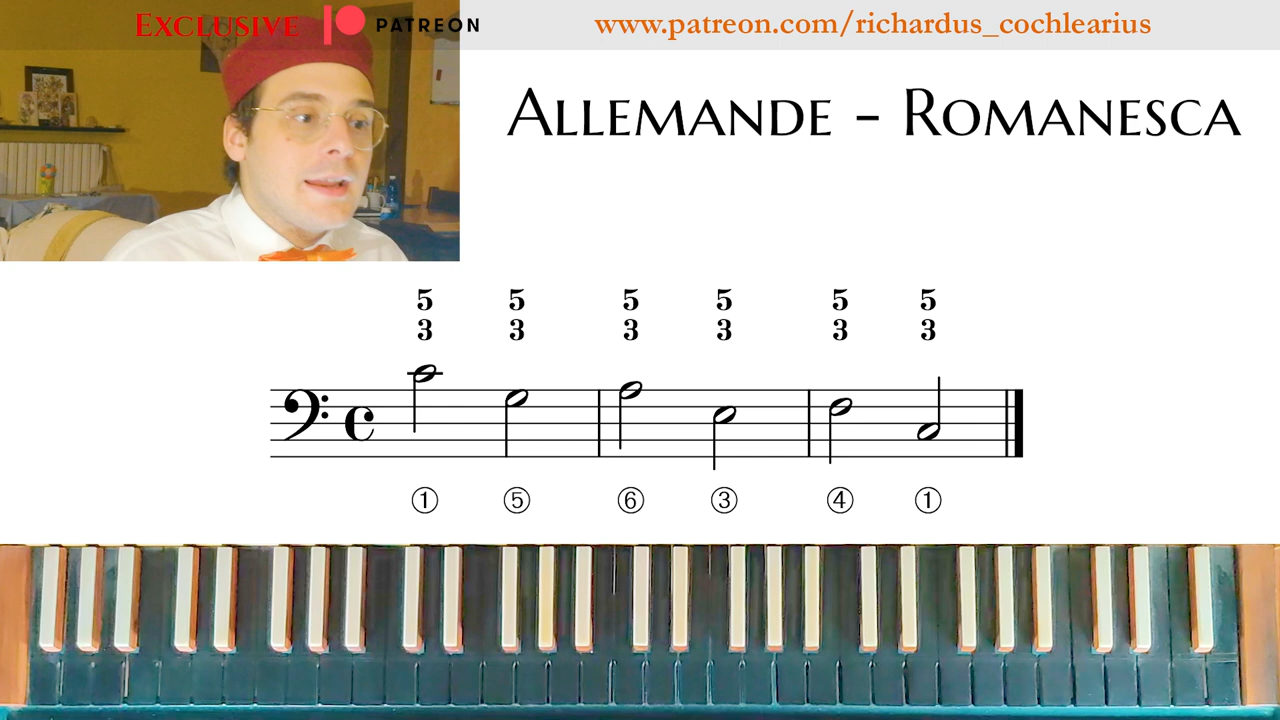 EXCLUSIVE PATREON www.patreon.com/richardus_cochlearius
ALLEMANDE - ROMANESCA
5 5 5 5 5 5
3 3 3 3 3 3
① ⑤ ⑥ ③ ④ ①